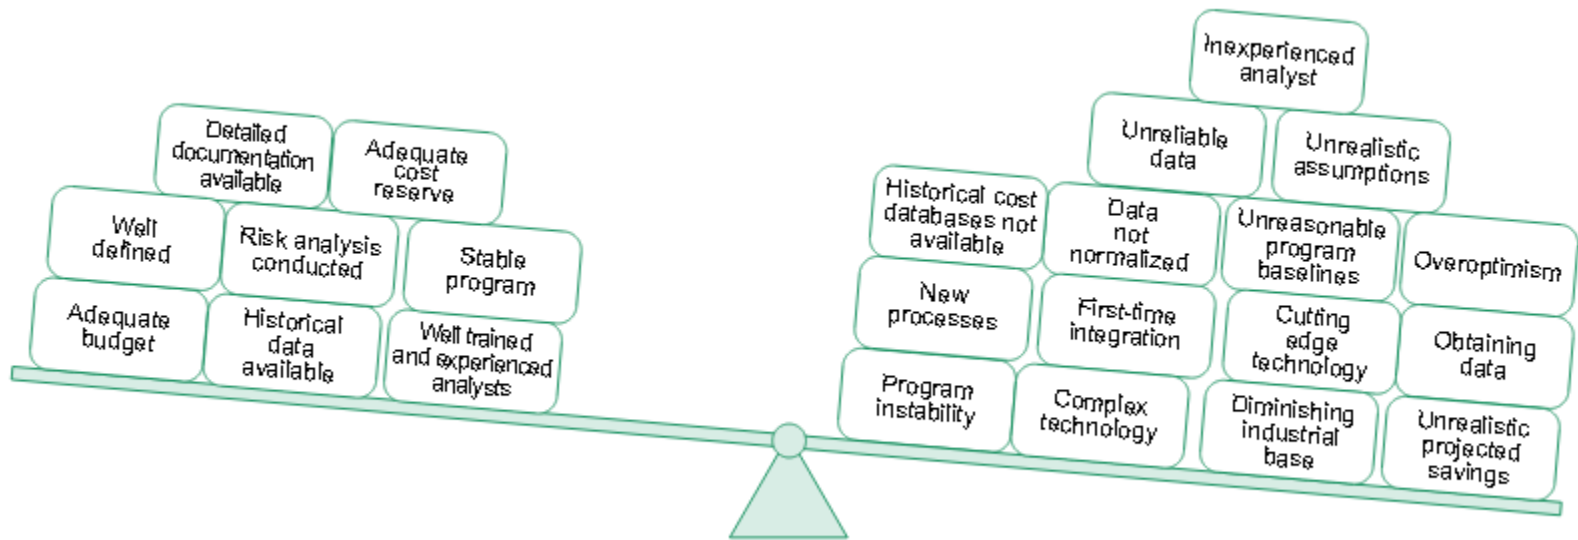 Detailed
documentation
available
Adequate
cost
reserve
Well
defined
Risk analysis
conducted
Stable
program
Adequate
budget
Historical
data
available
Well trained
and experienced
analysts
Inexperienced
analyst
Unreliable
data
Unrealistic
assumptions
Historical cost
databases not
available
Data
not
normalized
Unreasonable
program
baselines
Overoptimism
New
processes
First-time
integration
Cutting
edge
technology
Obtaining
data
Program
instability
Complex
technology
Diminishing
industrial
base
Unrealistic
projected
savings